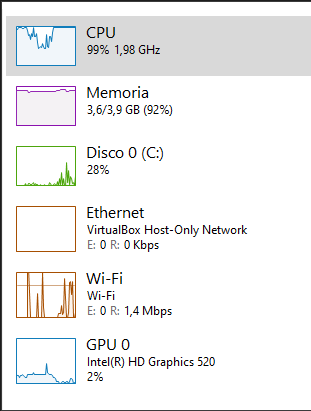 CPU
99% 1,98 GHz
Memoria
3,6/3,9 GB (92%)
Disco 0 (C:)
28%
Ethernet
VirtualBox Host-Only Network
E: 0 R: 0 Kbps
Wi-Fi
Wi-Fi
E: 0 R: 1,4 Mbps
GPU 0
Intel(R) HD Graphics 520
2%